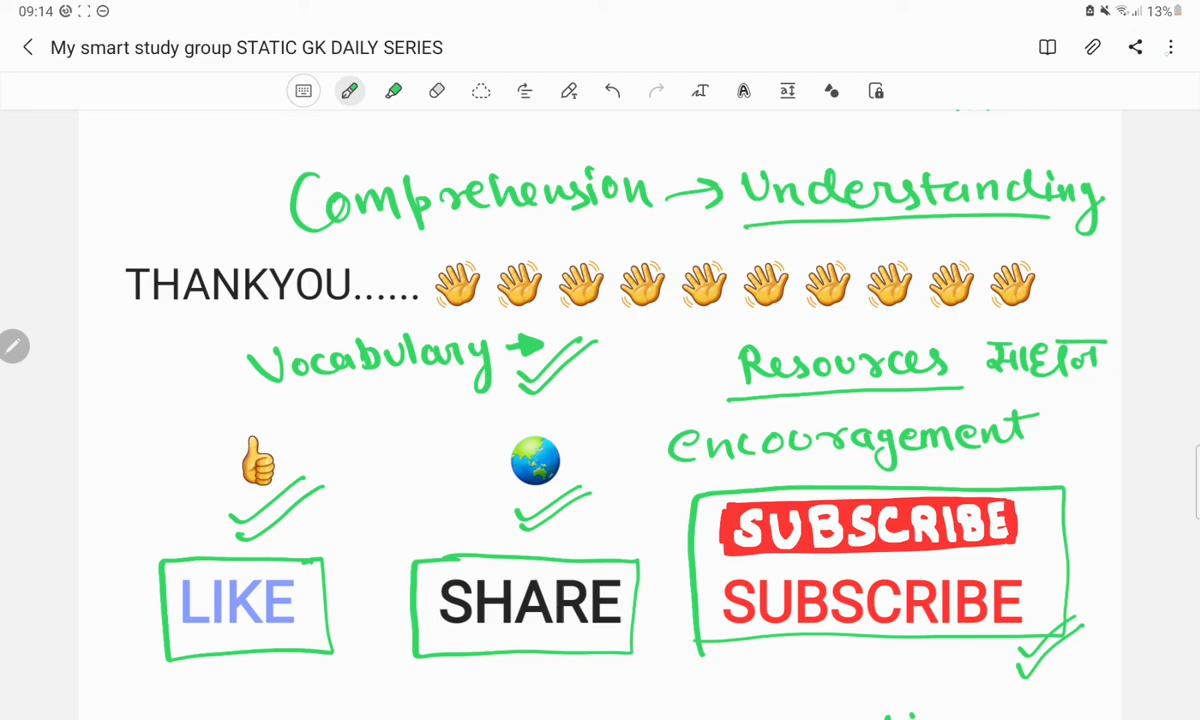 09:14 13%
My smart study group STATIC GK DAILY SERIES
Comprehension → Understanding
THANKYOU...... 👋 👋 👋 👋 👋 👋 👋 👋 👋 👋
Vocabulary → Resources साधन
encouragement
SUBSCRIBE
LIKE SHARE SUBSCRIBE